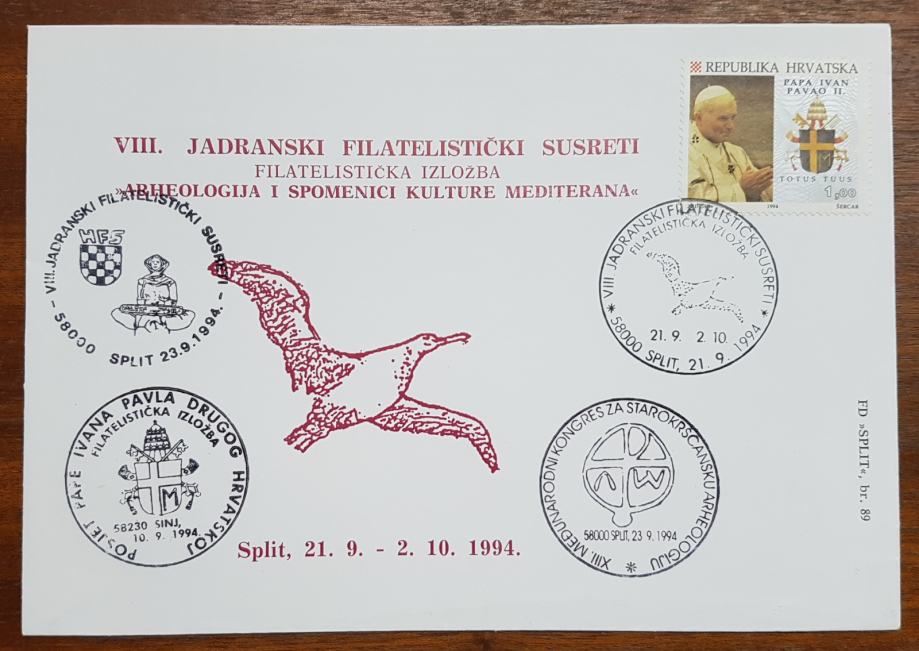 REPUBLIKA HRVATSKA
PAPA IVAN
PAVAO II.
TOTUS TUUS
1,00
1994
ŠERCAR
VIII. JADRANSKI FILATELISTIČKI SUSRETI
FILATELISTIČKA IZLOŽBA
»ARHEOLOGIJA I SPOMENICI KULTURE MEDITERANA«
- VIII. JADRANSKI FILATELISTIČKI SUSRETI -
HFS
58000 SPLIT 23.9.1994.
* VIII JADRANSKI FILATELISTIČKI SUSRETI *
FILATELISTIČKA IZLOŽBA
21. 9. 2. 10.
58000 SPLIT, 21. 9. 1994
POSJET PAPE IVANA PAVLA DRUGOG HRVATSKOJ
FILATELISTIČKA IZLOŽBA
M
58230 SINJ,
10. 9. 1994.
XIII. MEĐUNARODNI KONGRES ZA STAROKRŠĆANSKU ARHEOLOGIJU *
58000 SPLIT, 23. 9. 1994
Split, 21. 9. - 2. 10. 1994.
FD »SPLIT«, br. 89